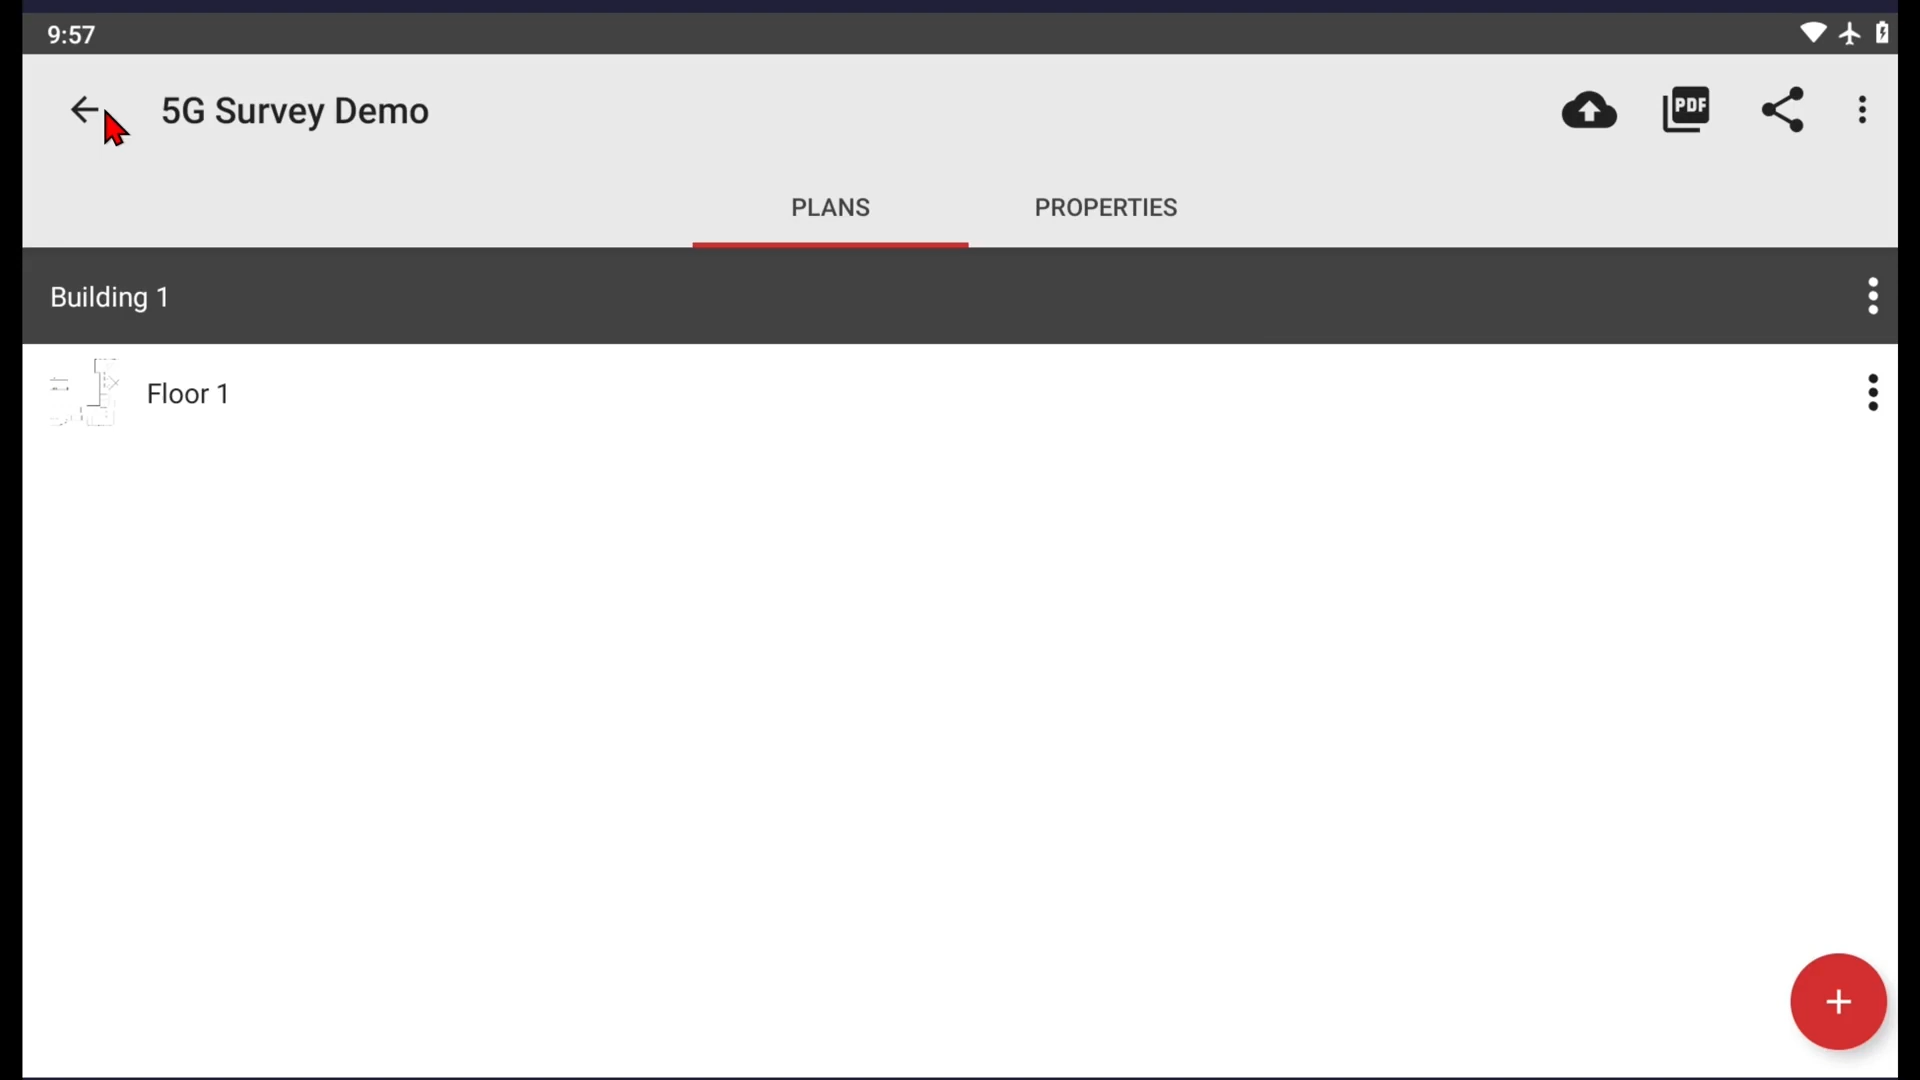 9:57
5G Survey Demo
PDF
PLANS
PROPERTIES
Building 1
Floor 1